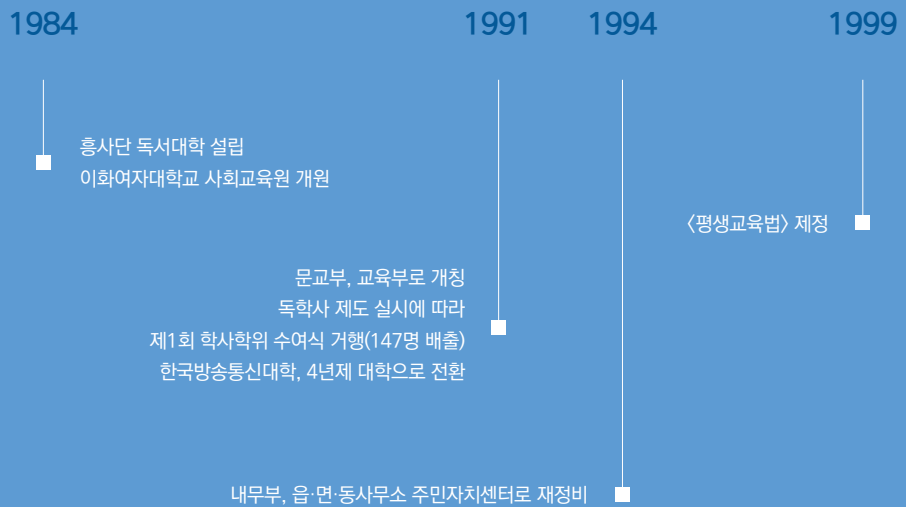 1984
1991
1994
1999
흥사단 독서대학 설립
이화여자대학교 사회교육원 개원
〈평생교육법〉 제정
문교부, 교육부로 개칭
독학사 제도 실시에 따라
제1회 학사학위 수여식 거행(147명 배출)
한국방송통신대학, 4년제 대학으로 전환
내무부, 읍·면·동사무소 주민자치센터로 재정비